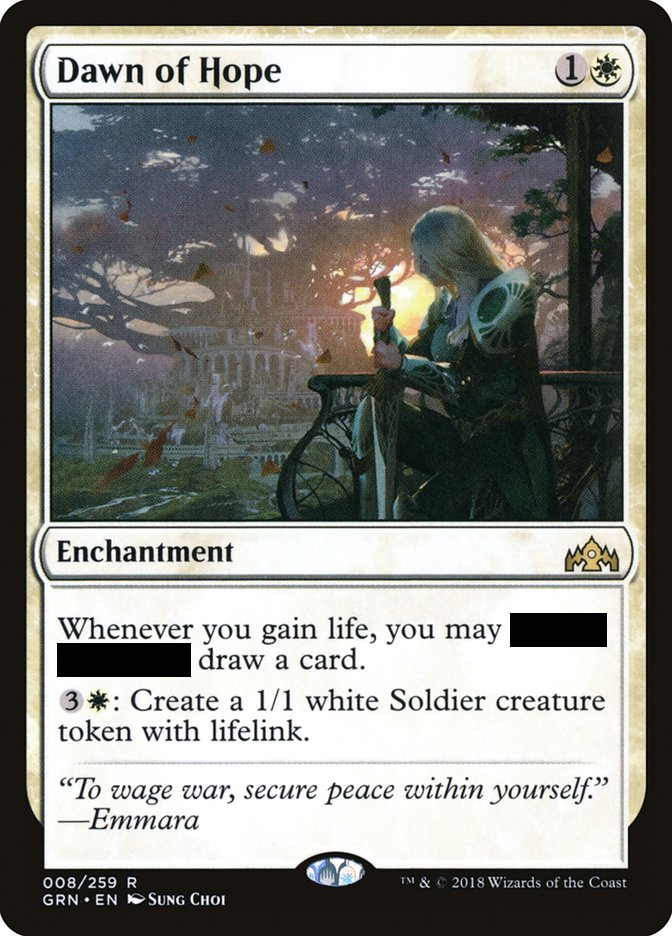 Dawn of Hope
1
Enchantment
Whenever you gain life, you may
draw a card.
3: Create a 1/1 white Soldier creature
token with lifelink.
“To wage war, secure peace within yourself.”
—Emmara
008/259 R
GRN • EN Sung Choi
™ & © 2018 Wizards of the Coast